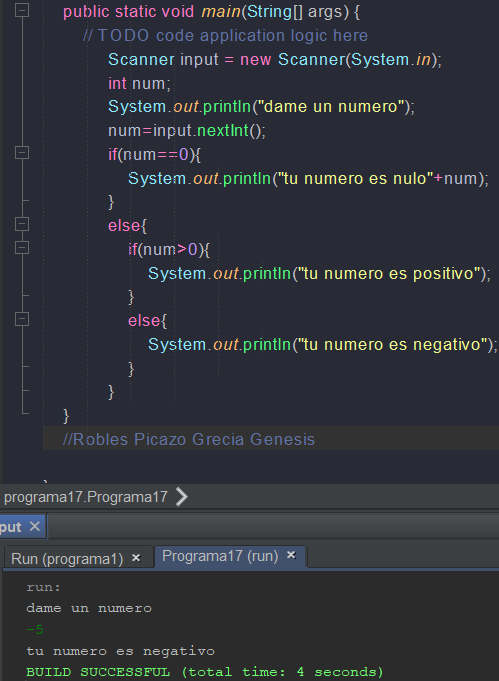 public static void main(String[] args) {
// TODO code application logic here
Scanner input = new Scanner(System.in);
int num;
System.out.println("dame un numero");
num=input.nextInt();
if(num==0){
System.out.println("tu numero es nulo"+num);
}
else{
if(num>0){
System.out.println("tu numero es positivo");
}
else{
System.out.println("tu numero es negativo");
}
}
}
//Robles Picazo Grecia Genesis
}
programa17.Programa17
put ×
Run (programa1) × Programa17 (run) ×
run:
dame un numero
-5
tu numero es negativo
BUILD SUCCESSFUL (total time: 4 seconds)